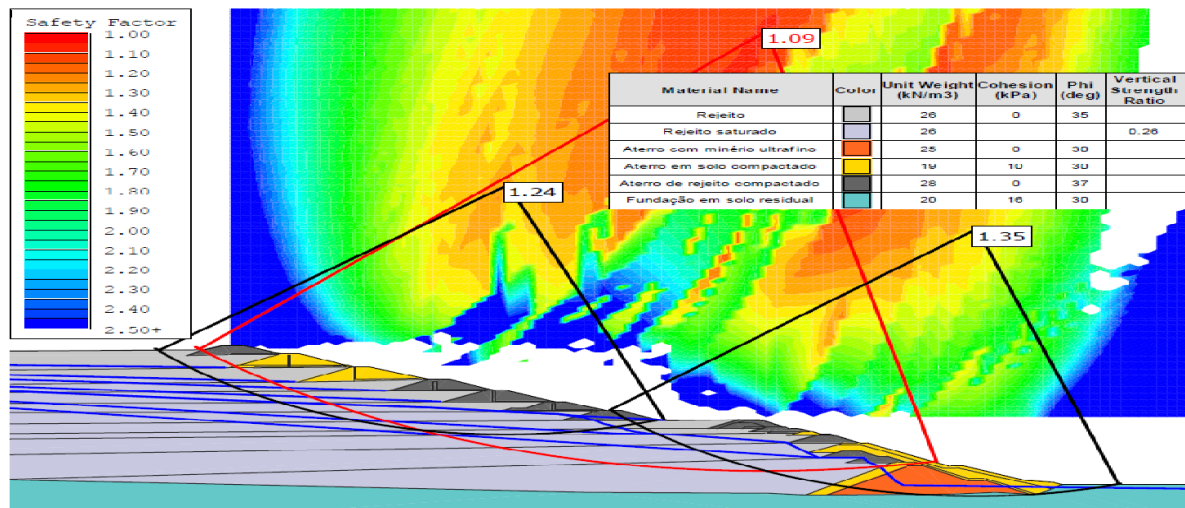 Safety Factor
1.00
1.10
1.20
1.30
1.40
1.50
1.60
1.70
1.80
1.90
2.00
2.10
2.20
2.30
2.40
2.50+
1.09
1.24
1.35
Material Name Color Unit Weight (kN/m3) Cohesion (kPa) Phi (deg) Vertical Strength Ratio
Rejeito 26 0 35
Rejeito saturado 26 0.26
Aterro com minério ultrafino 25 0 30
Aterro em solo compactado 19 10 30
Aterro de rejeito compactado 28 0 37
Fundação em solo residual 20 16 30